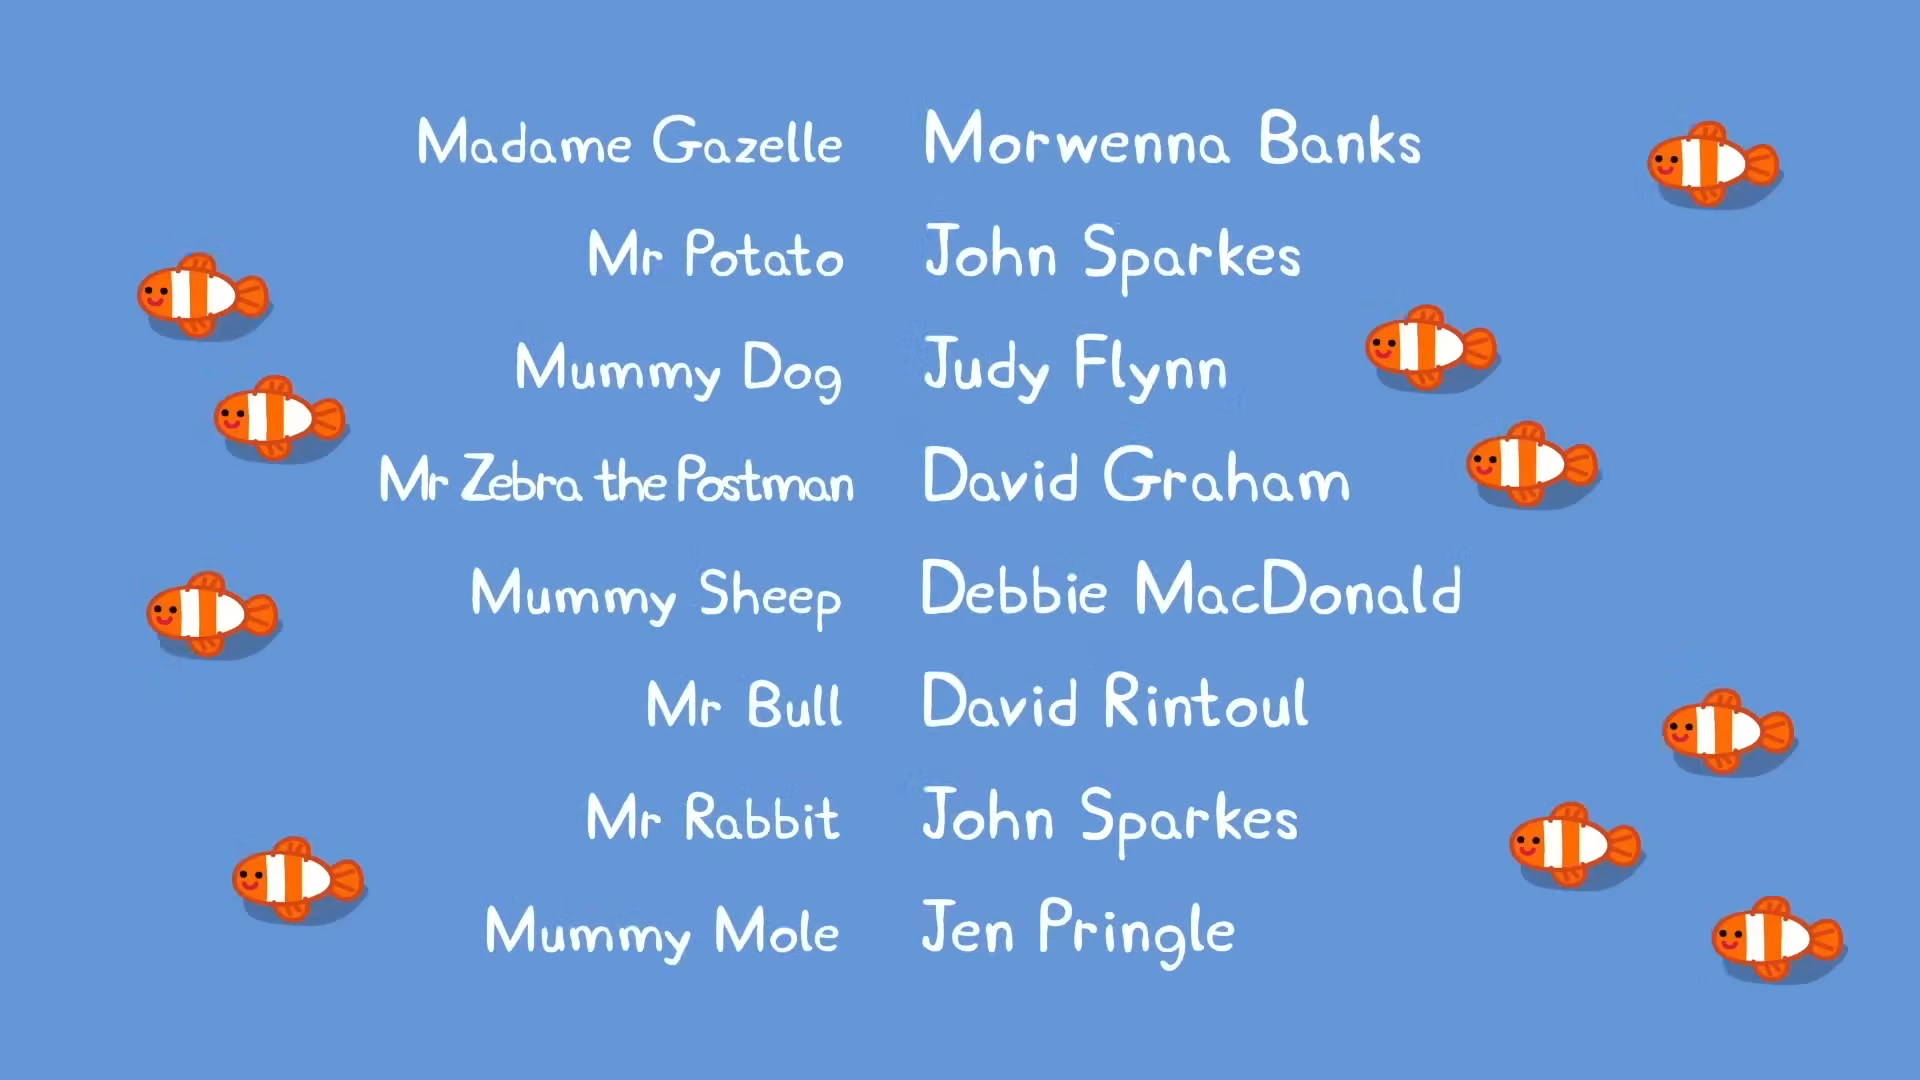 Madame Gazelle Morwenna Banks
Mr Potato John Sparkes
Mummy Dog Judy Flynn
Mr Zebra the Postman David Graham
Mummy Sheep Debbie MacDonald
Mr Bull David Rintoul
Mr Rabbit John Sparkes
Mummy Mole Jen Pringle